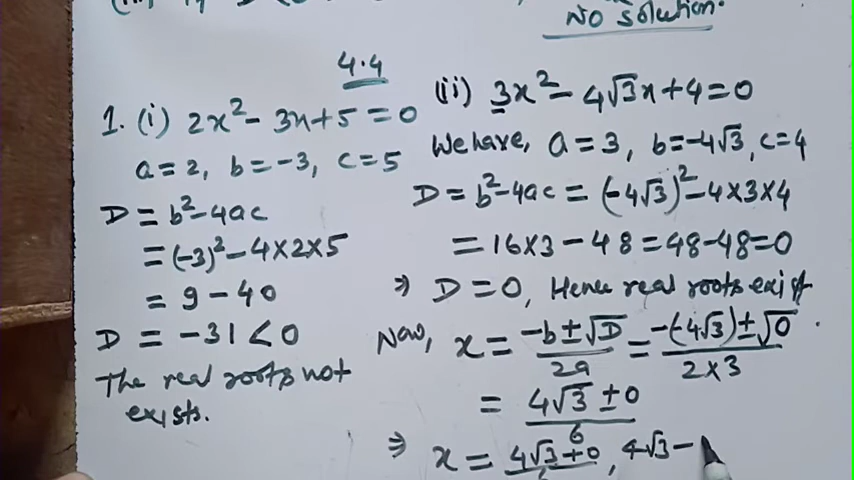 No solution.
4.4
1. (i) 2x² - 3x + 5 = 0
a = 2, b = -3, c = 5
D = b² - 4ac
= (-3)² - 4×2×5
= 9 - 40
D = -31 < 0
The real roots not
exists.
(ii) 3x² - 4√3x + 4 = 0
We have, a = 3, b = -4√3, c = 4
D = b² - 4ac = (-4√3)² - 4×3×4
= 16×3 - 48 = 48 - 48 = 0
⇒ D = 0, Hence real roots exist.
Now, x = (-b ± √D)/2a = (-(-4√3) ± √0)/(2×3)
= (4√3 ± 0)/6
⇒ x = (4√3 + 0)/6, 4√3 -